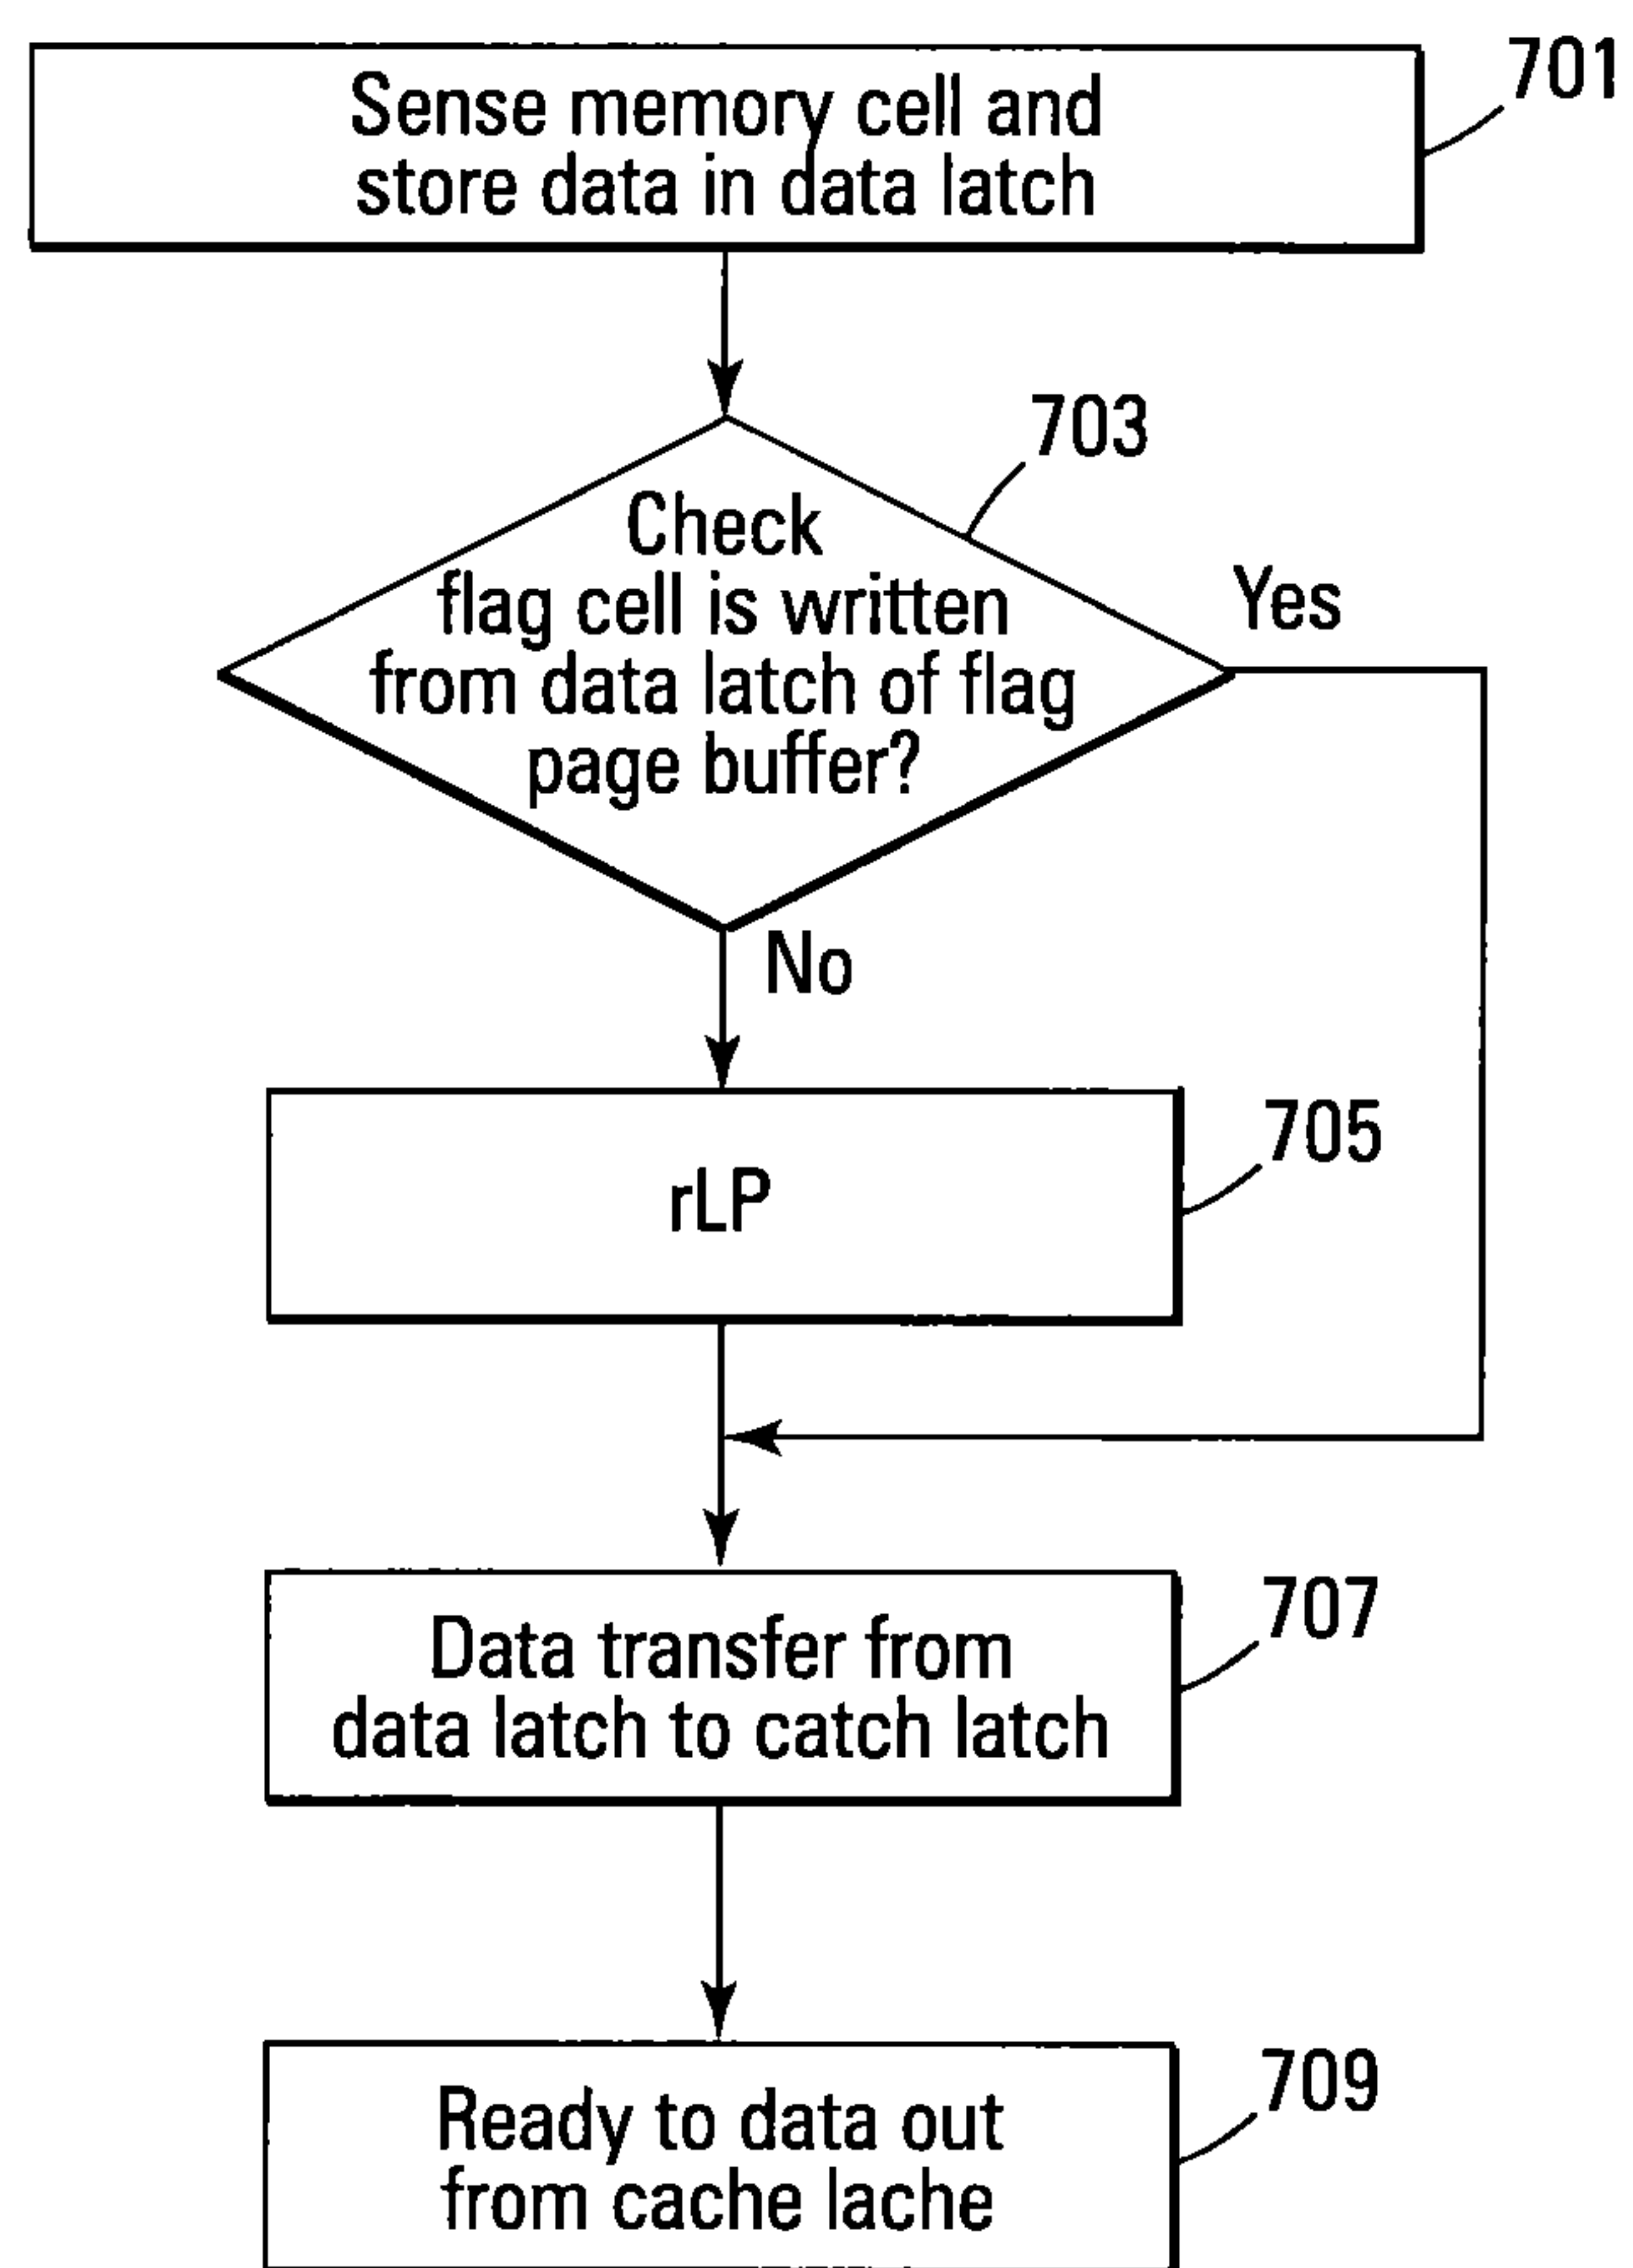 701
Sense memory cell and
store data in data latch
703
Check
flag cell is written
from data latch of flag
page buffer?
Yes
No
705
rLP
707
Data transfer from
data latch to catch latch
709
Ready to data out
from cache lache